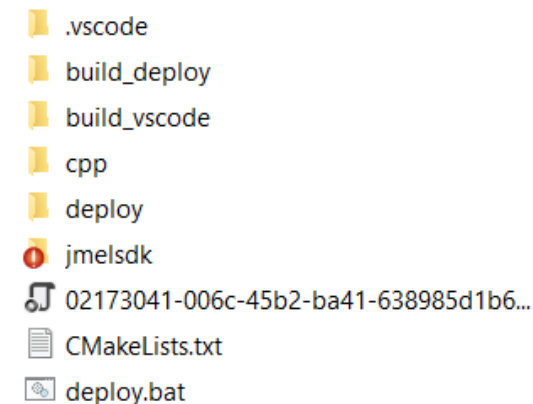 .vscode
build_deploy
build_vscode
cpp
deploy
jmelsdk
02173041-006c-45b2-ba41-638985d1b6...
CMakeLists.txt
deploy.bat